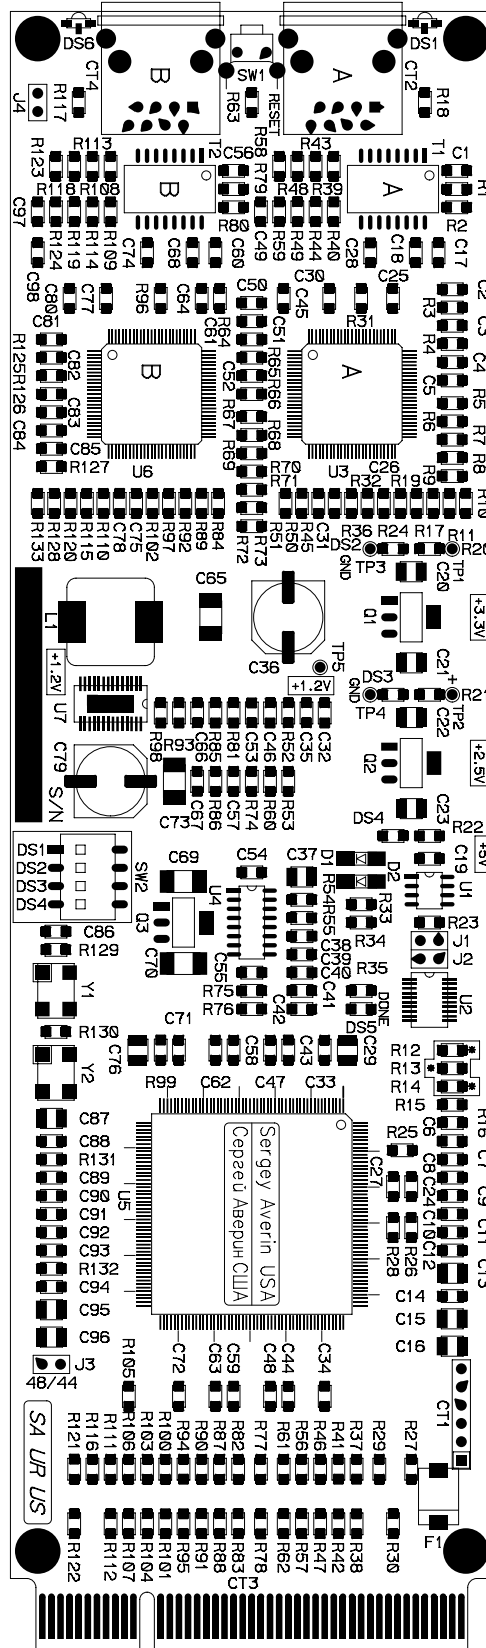 DS6
DS1
CT4
CT2
B
A
SW1
RESET
J4
R117
R63
R18
R113
R123
T2
C56
R58
R43
T1
C1
R118
R108
R79
R48
R39
B
A
R1
C97
R80
R2
R124
R119
R114
R109
C74
C68
C60
C49
R59
R49
R44
R40
C28
C18
C17
C98
C80
C77
R96
C64
C50
C45
C30
C25
C2
R3
C3
C81
C61
R64
C51
R31
R4
R125
C82
B
R65
A
C4
R126
C52
R66
C5
R5
C83
R67
R6
C84
R68
R7
C85
R69
R8
R127
U6
R70
U3
C26
R9
R71
R32
R19
R10
R133
R128
R120
R115
R110
C78
C75
R102
R97
R92
R89
R84
R72
R73
R51
R50
R45
C31
R36
R24
R17
R11
DS2
R20
GND
TP3
C20
TP1
C65
L1
Q1
+3.3V
C36
TP5
C21
+1.2V
+1.2V
GND
DS3
+
R21
U7
TP4
TP2
C22
R98
R93
C66
R85
R81
C53
C46
R52
C35
C32
C79
Q2
+2.5V
S/N
C73
C67
R86
C57
R74
R60
R53
C23
DS4
R22
DS1
DS2
DS3
DS4
SW2
C69
C54
C37
D1
D2
C19
+5V
U4
R54
U1
Q3
R55
R33
C86
C38
R34
R23
R129
C70
C55
C39
J1
C40
R35
J2
Y1
R75
C41
DONE
U2
R76
C42
R130
C71
DS5
Y2
C76
C58
C43
C29
R12
R13
R99
C62
C47
C33
R14
C87
R15
R16
C88
C6
R131
R25
C7
C89
U5
Sergey Averin USA
Сергей Аверин США
C27
C8
C90
C24
C9
C91
C10
C92
C11
C93
R28
R26
C12
R132
C13
C94
C14
C95
C15
C96
C16
J3
48/44
R105
C72
C63
C59
C48
C44
C34
CT1
SA UR US
R121
R116
R111
R106
R103
R100
R94
R90
R87
R82
R77
R61
R56
R46
R41
R37
R29
R27
F1
R122
R112
R107
R104
R101
R95
R91
R88
R83
R78
R62
R57
R47
R42
R38
R30
CT3